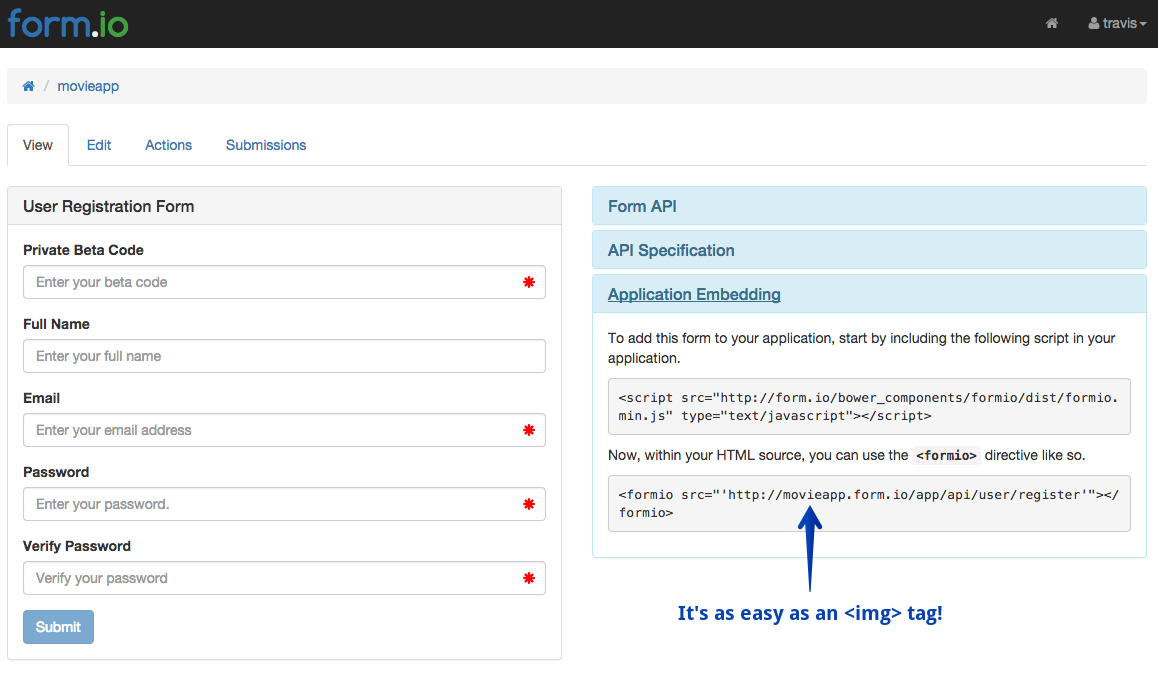 form.io
travis
/ movieapp
View Edit Actions Submissions
User Registration Form
Private Beta Code
Enter your beta code
Full Name
Enter your full name
Email
Enter your email address
Password
Enter your password.
Verify Password
Verify your password
Submit
Form API
API Specification
Application Embedding
To add this form to your application, start by including the following script in your
application.
<script src="http://form.io/bower_components/formio/dist/formio.
min.js" type="text/javascript"></script>
Now, within your HTML source, you can use the <formio> directive like so.
<formio src="'http://movieapp.form.io/app/api/user/register'"></
formio>
It's as easy as an <img> tag!